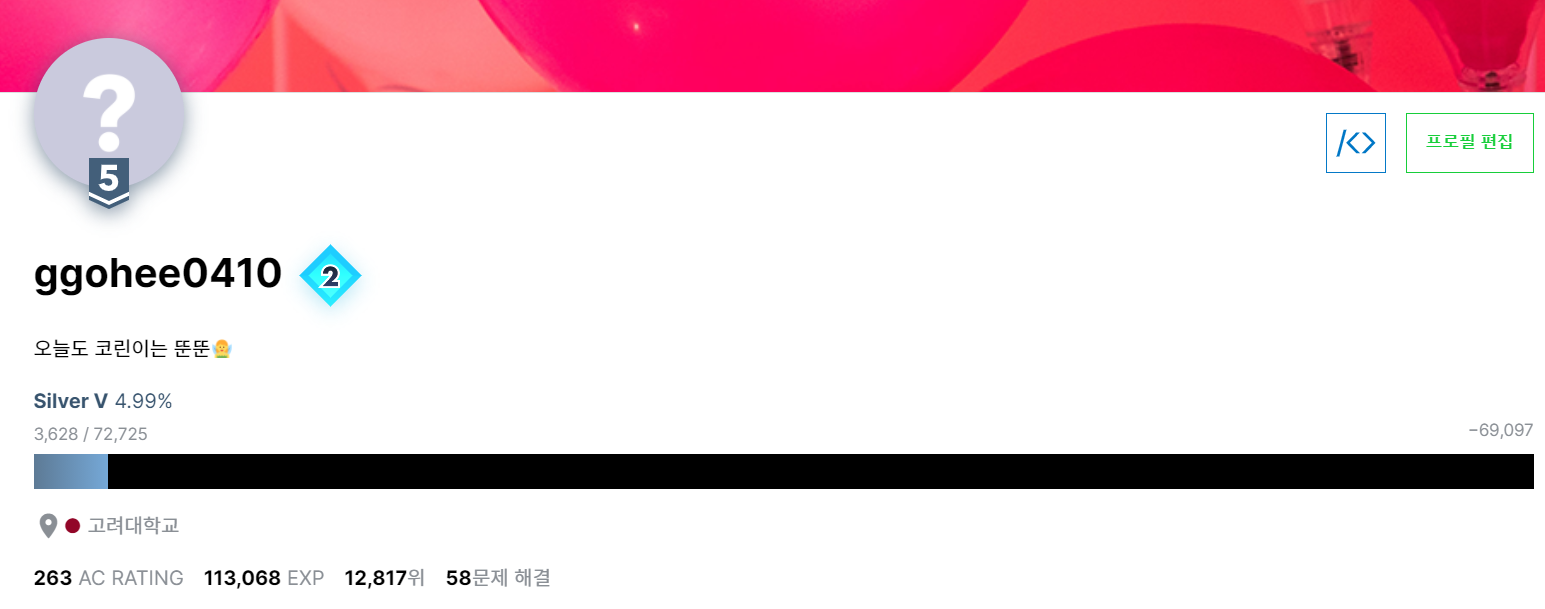 5
/<>
프로필 편집
ggohee0410 2
오늘도 코린이는 뚠뚠
Silver V 4.99%
3,628 / 72,725
−69,097
고려대학교
263 AC RATING 113,068 EXP 12,817위 58문제 해결